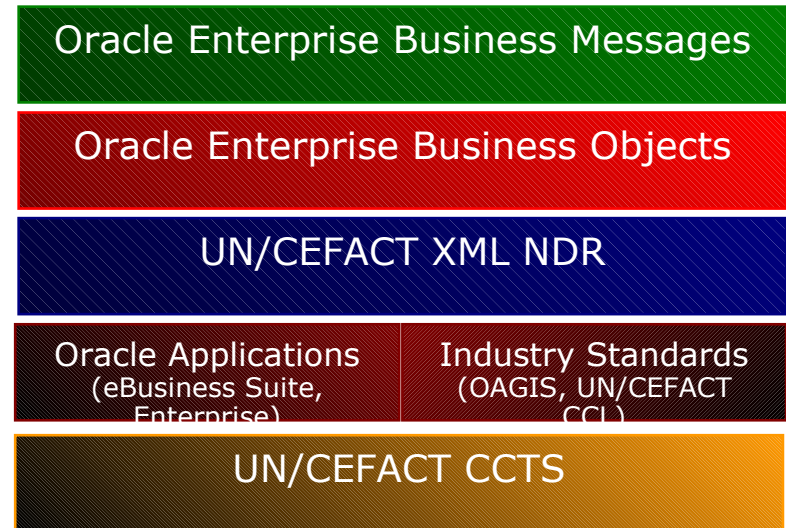 Oracle Enterprise Business Messages
Oracle Enterprise Business Objects
UN/CEFACT XML NDR
Oracle Applications
(eBusiness Suite,
Enterprise)
Industry Standards
(OAGIS, UN/CEFACT
CCL)
UN/CEFACT CCTS